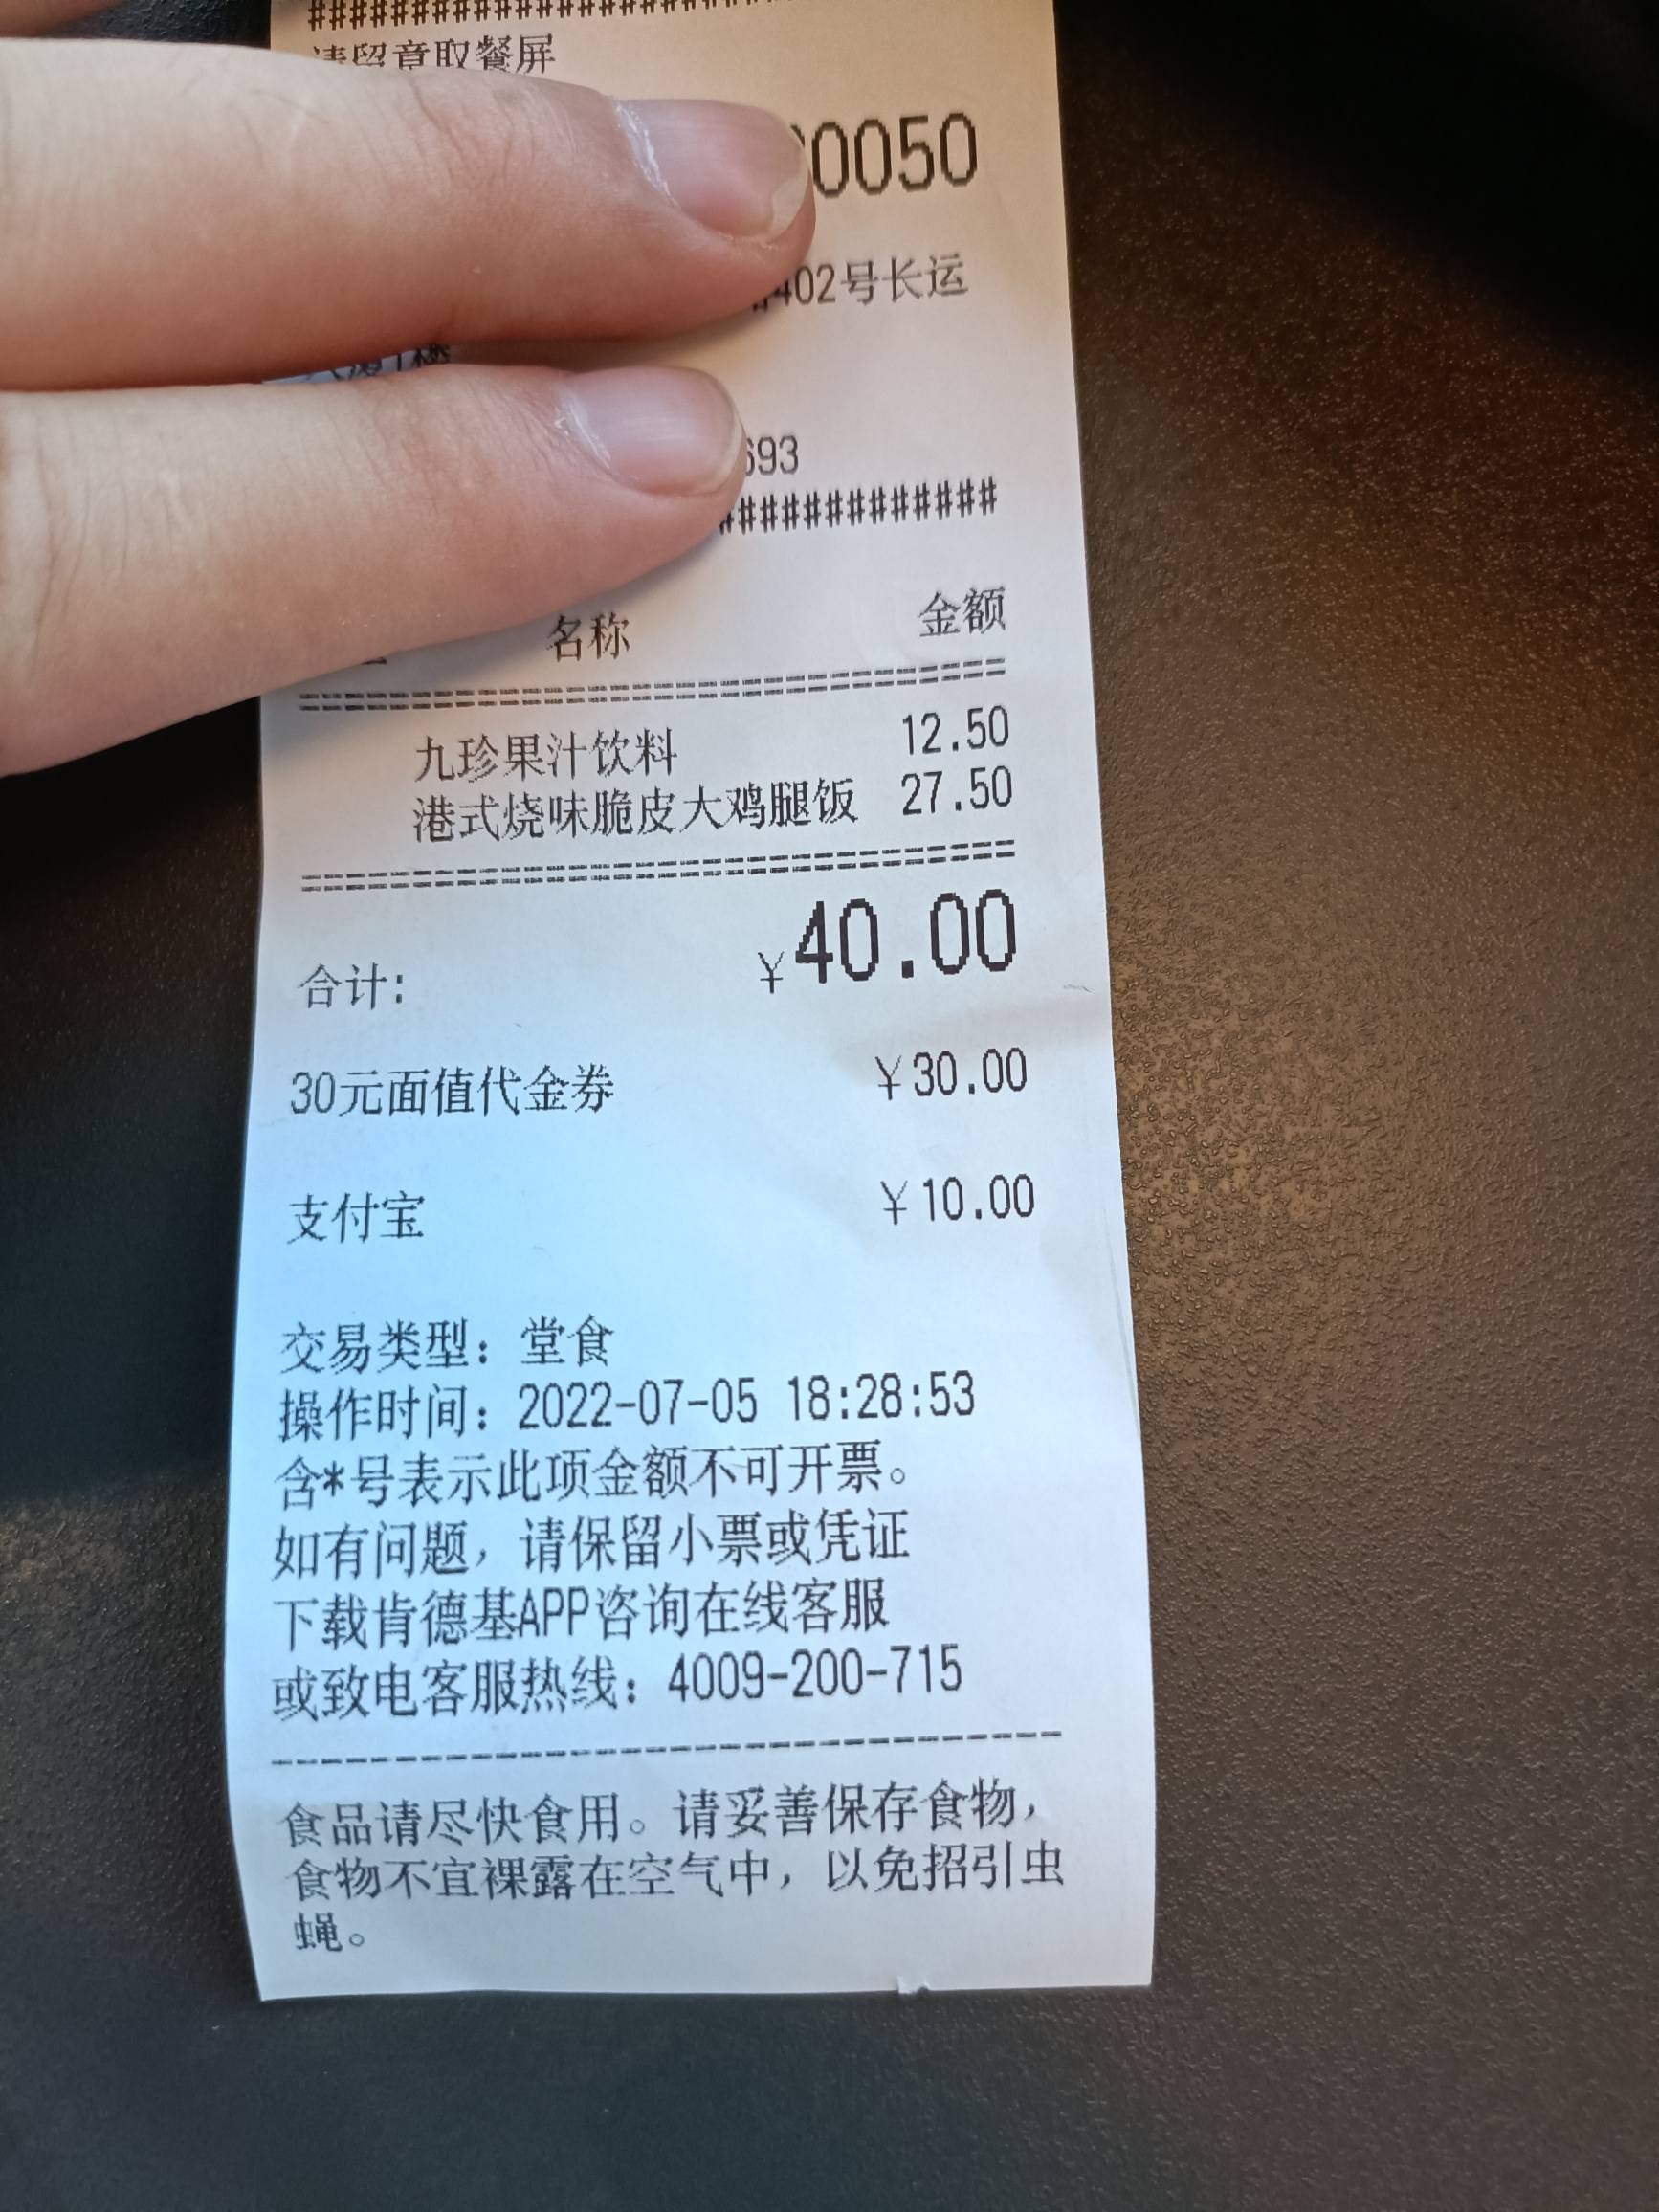 ##############################
请留意取餐屏
0050
402号长运
1楼
693
#############
名称 金额
=================================
九珍果汁饮料 12.50
港式烧味脆皮大鸡腿饭 27.50
=================================
合计: ¥40.00
30元面值代金券 ¥30.00
支付宝 ¥10.00
交易类型: 堂食
操作时间: 2022-07-05 18:28:53
含*号表示此项金额不可开票。
如有问题, 请保留小票或凭证
下载肯德基APP咨询在线客服
或致电客服热线: 4009-200-715
---------------------------------
食品请尽快食用。请妥善保存食物,
食物不宜裸露在空气中, 以免招引虫
蝇。